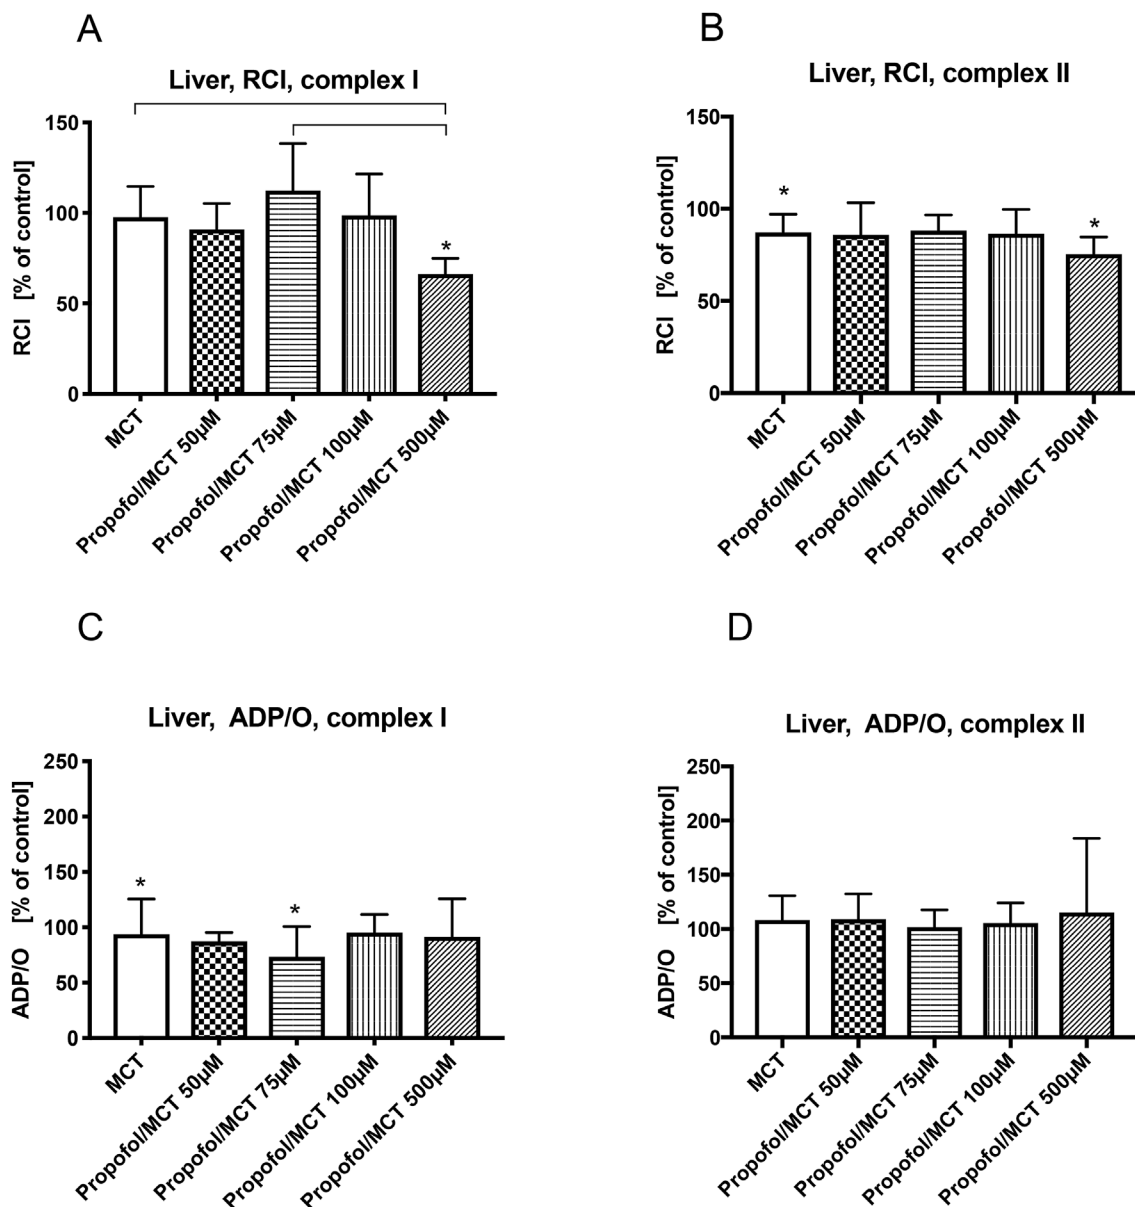 A
Liver, RCI, complex I
RCI [% of control]
150
100
50
0
*
MCT
Propofol/MCT 50µM
Propofol/MCT 75µM
Propofol/MCT 100µM
Propofol/MCT 500µM
B
Liver, RCI, complex II
RCI [% of control]
150
100
50
0
*
*
MCT
Propofol/MCT 50µM
Propofol/MCT 75µM
Propofol/MCT 100µM
Propofol/MCT 500µM
C
Liver, ADP/O, complex I
ADP/O [% of control]
250
200
150
100
50
0
*
*
MCT
Propofol/MCT 50µM
Propofol/MCT 75µM
Propofol/MCT 100µM
Propofol/MCT 500µM
D
Liver, ADP/O, complex II
ADP/O [% of control]
250
200
150
100
50
0
MCT
Propofol/MCT 50µM
Propofol/MCT 75µM
Propofol/MCT 100µM
Propofol/MCT 500µM